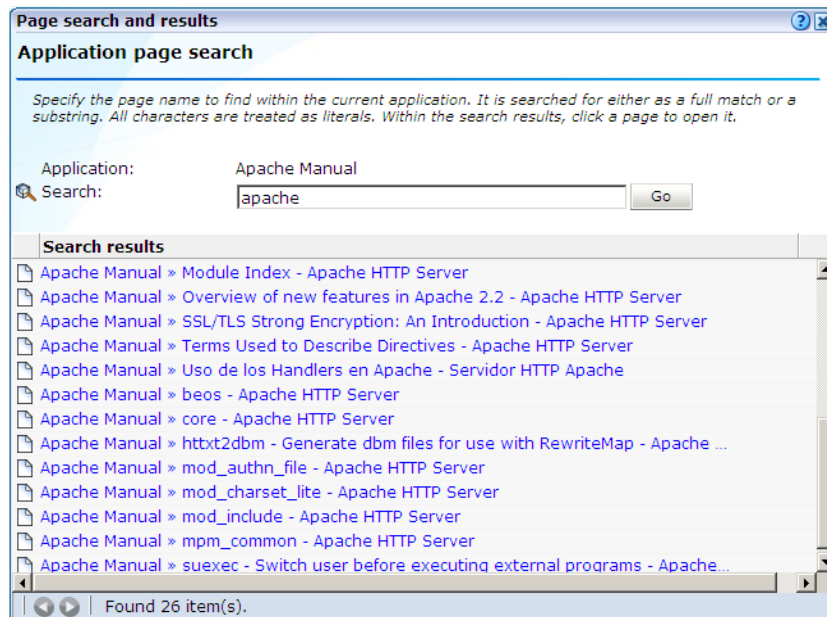 Page search and results
Application page search
Specify the page name to find within the current application. It is searched for either as a full match or a
substring. All characters are treated as literals. Within the search results, click a page to open it.
Application: Apache Manual
Search: apache Go
Search results
Apache Manual » Module Index - Apache HTTP Server
Apache Manual » Overview of new features in Apache 2.2 - Apache HTTP Server
Apache Manual » SSL/TLS Strong Encryption: An Introduction - Apache HTTP Server
Apache Manual » Terms Used to Describe Directives - Apache HTTP Server
Apache Manual » Uso de los Handlers en Apache - Servidor HTTP Apache
Apache Manual » beos - Apache HTTP Server
Apache Manual » core - Apache HTTP Server
Apache Manual » httxt2dbm - Generate dbm files for use with RewriteMap - Apache ...
Apache Manual » mod_authn_file - Apache HTTP Server
Apache Manual » mod_charset_lite - Apache HTTP Server
Apache Manual » mod_include - Apache HTTP Server
Apache Manual » mpm_common - Apache HTTP Server
Apache Manual » suexec - Switch user before executing external programs - Apache...
Found 26 item(s).